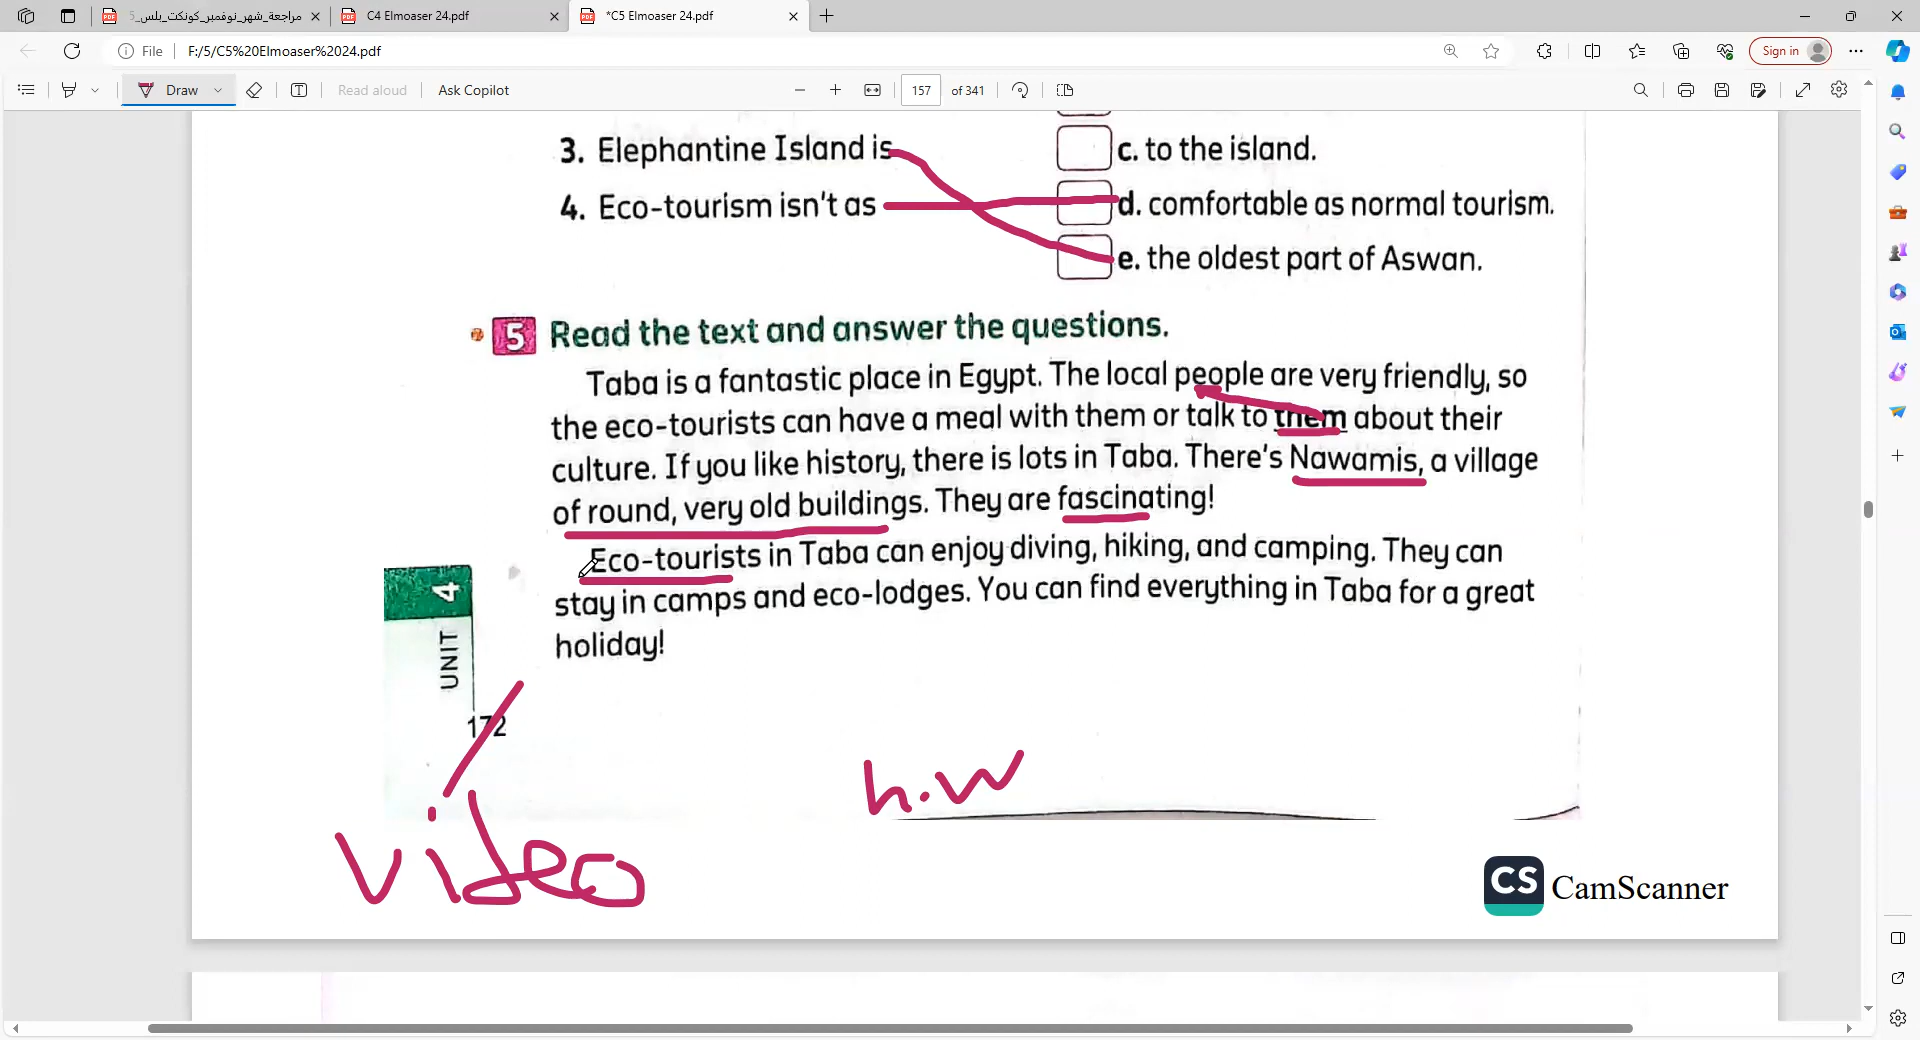 مراجعة_شهر_نوفمبر_كونكت_بلس_5
C4 Elmoaser 24.pdf
*C5 Elmoaser 24.pdf
File
F:/5/C5%20Elmoaser%2024.pdf
Sign in
Draw
Read aloud
Ask Copilot
157
of 341
3. Elephantine Island is
c. to the island.
4. Eco-tourism isn't as
d. comfortable as normal tourism.
e. the oldest part of Aswan.
5 Read the text and answer the questions.
Taba is a fantastic place in Egypt. The local people are very friendly, so
the eco-tourists can have a meal with them or talk to them about their
culture. If you like history, there is lots in Taba. There's Nawamis, a village
of round, very old buildings. They are fascinating!
Eco-tourists in Taba can enjoy diving, hiking, and camping. They can
stay in camps and eco-lodges. You can find everything in Taba for a great
holiday!
UNIT 4
172
h.w
video
CS CamScanner